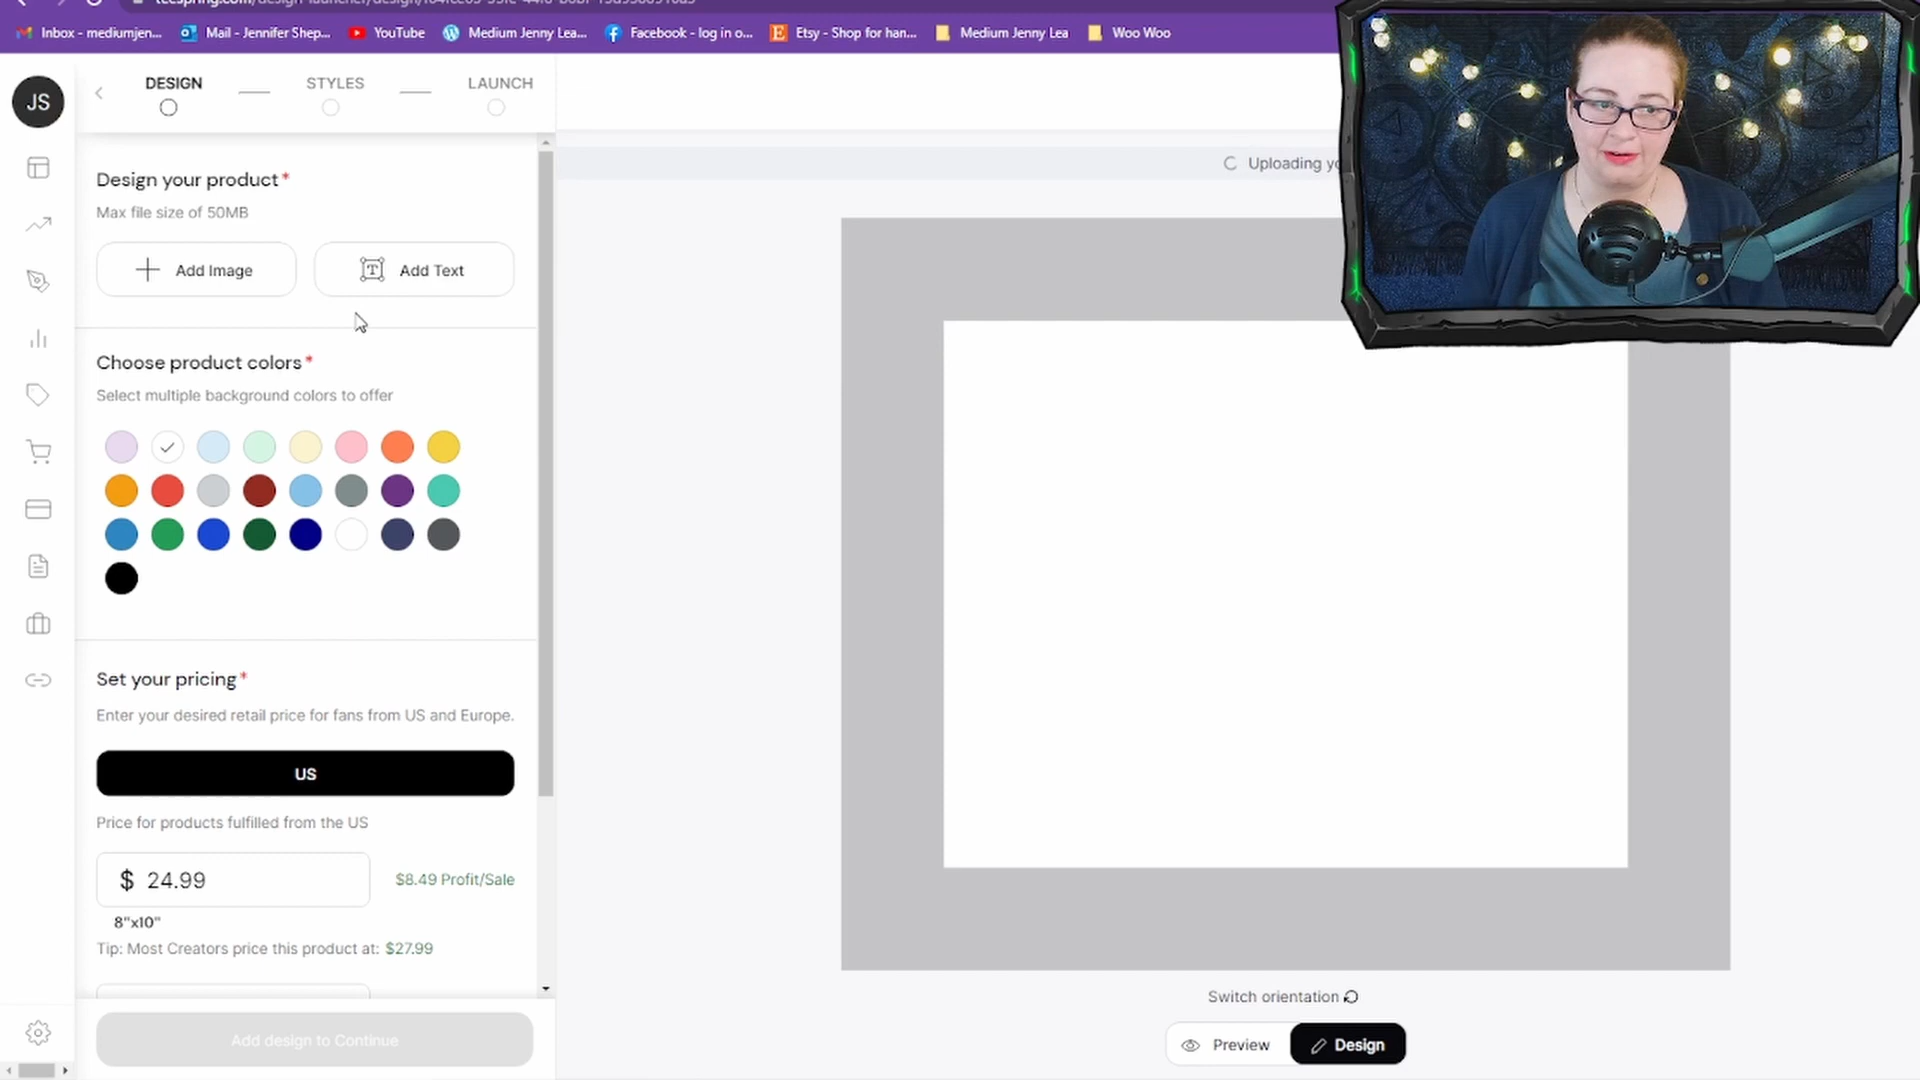 Inbox - mediumjen...
Mail - Jennifer Shep...
YouTube
Medium Jenny Lea...
Facebook - log in o...
Etsy - Shop for han...
Medium Jenny Lea
Woo Woo
JS
DESIGN
STYLES
LAUNCH
Design your product*
Max file size of 50MB
Add Image
Add Text
Uploading yo
Choose product colors*
Select multiple background colors to offer
Set your pricing*
Enter your desired retail price for fans from US and Europe.
US
Price for products fulfilled from the US
$ 24.99
$8.49 Profit/Sale
8"x10"
Tip: Most Creators price this product at: $27.99
Add design to Continue
Switch orientation
Preview
Design